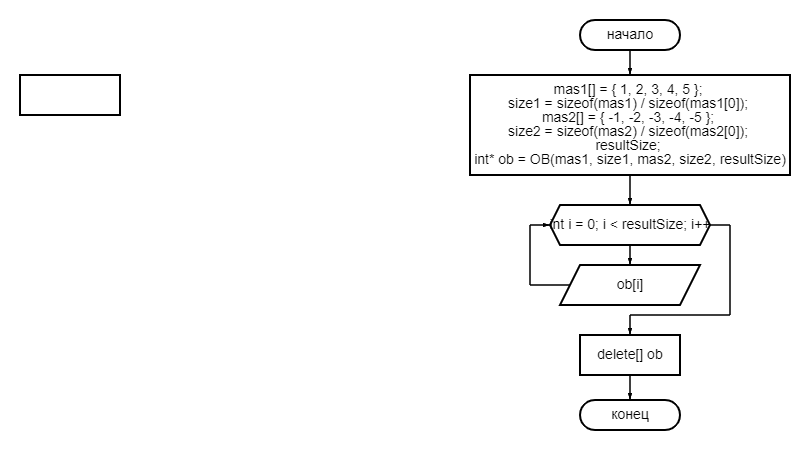 начало
mas1[] = { 1, 2, 3, 4, 5 };
size1 = sizeof(mas1) / sizeof(mas1[0]);
mas2[] = { -1, -2, -3, -4, -5 };
size2 = sizeof(mas2) / sizeof(mas2[0]);
resultSize;
int* ob = OB(mas1, size1, mas2, size2, resultSize)
int i = 0; i < resultSize; i++
ob[i]
delete[] ob
конец